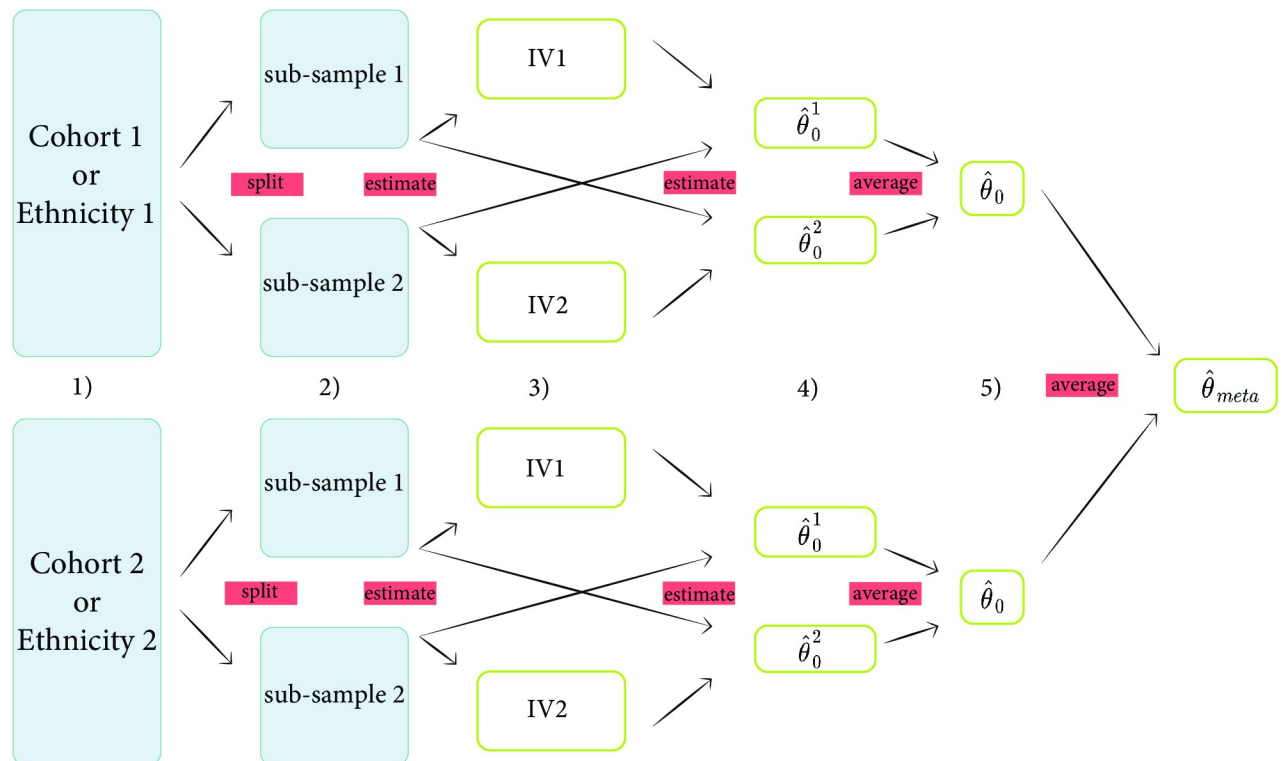 Cohort 1
or
Ethnicity 1
sub-sample 1
sub-sample 2
split
estimate
IV1
IV2
estimate
θ̂₀¹
θ̂₀²
average
θ̂₀
1)
2)
3)
4)
5)
average
θ̂ₘₑₜₐ
Cohort 2
or
Ethnicity 2
sub-sample 1
sub-sample 2
split
estimate
IV1
IV2
estimate
θ̂₀¹
θ̂₀²
average
θ̂₀